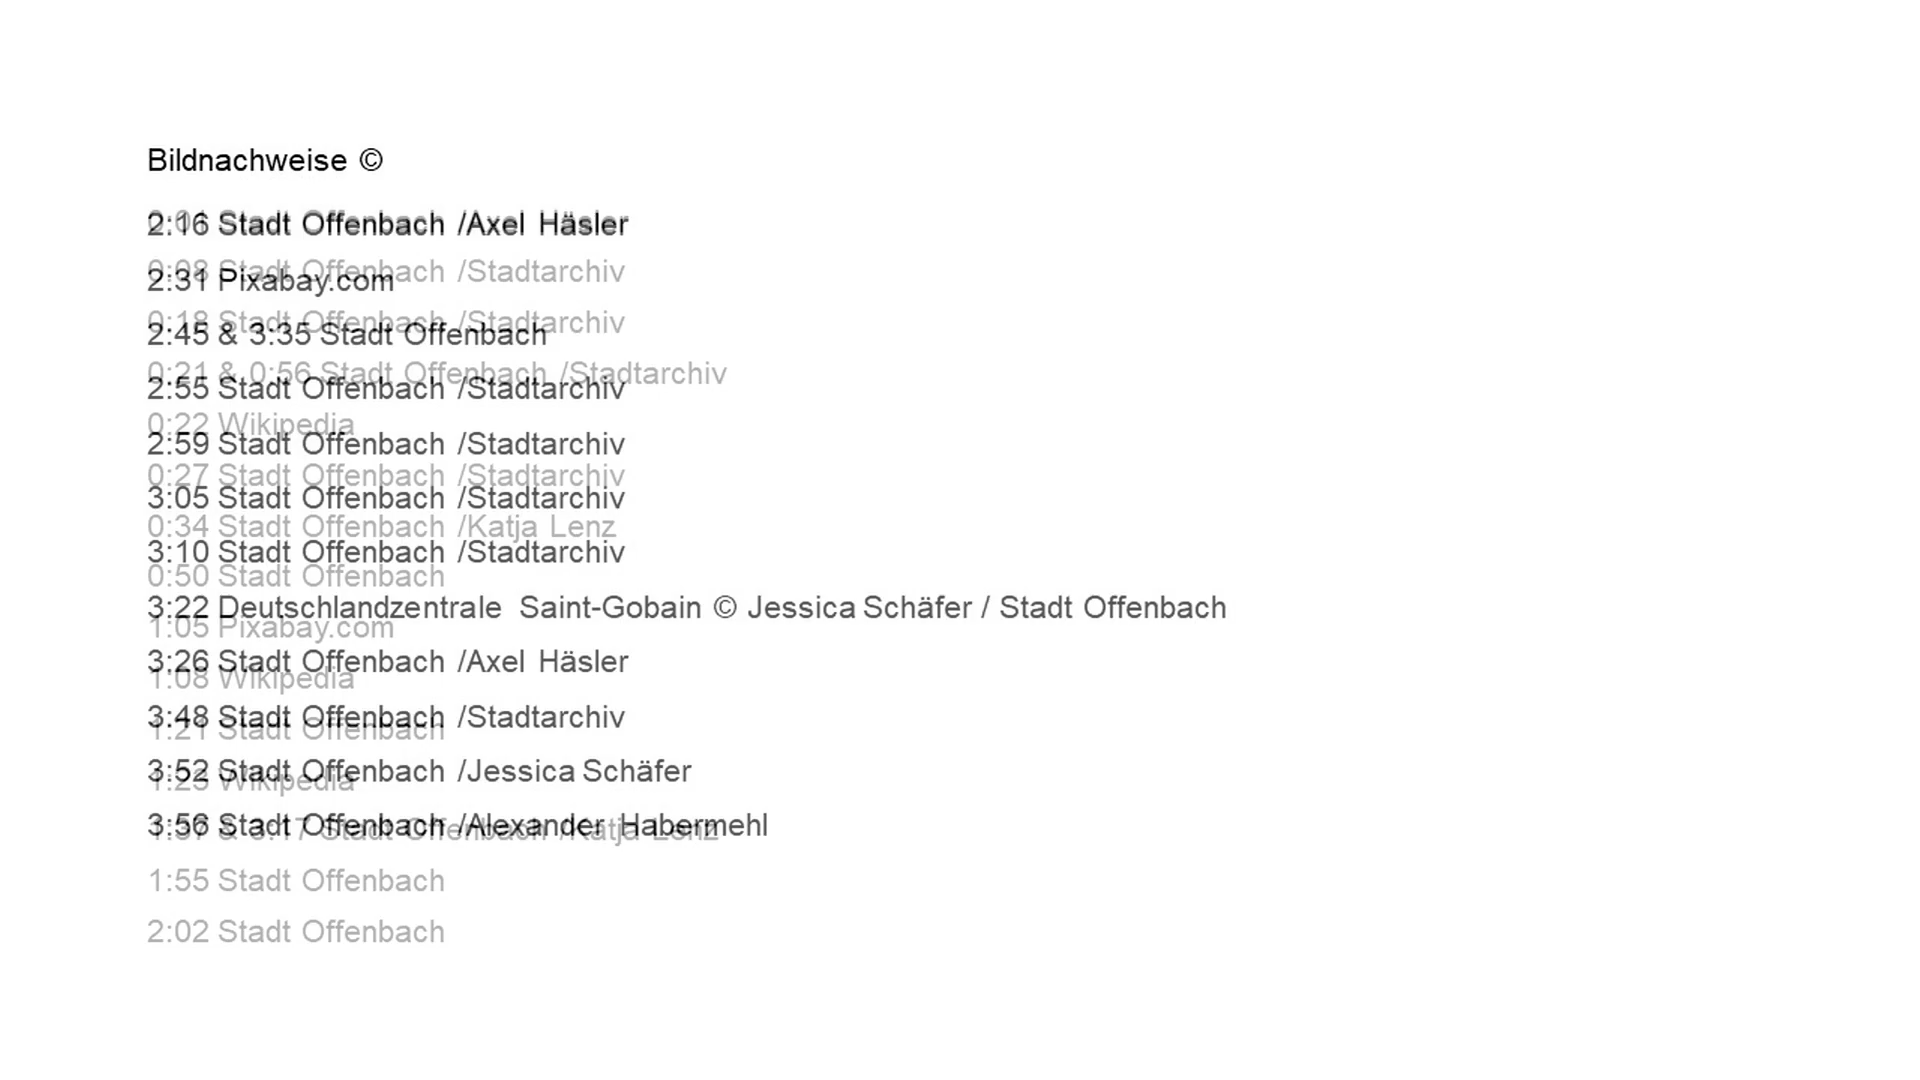 Bildnachweise ©
2:16 Stadt Offenbach /Axel Häsler
0:08 Stadt Offenbach /Stadtarchiv
2:31 Pixabay.com
0:18 Stadt Offenbach /Stadtarchiv
2:45 & 3:35 Stadt Offenbach
0:21 & 0:56 Stadt Offenbach /Stadtarchiv
2:55 Stadt Offenbach /Stadtarchiv
0:22 Wikipedia
2:59 Stadt Offenbach /Stadtarchiv
0:27 Stadt Offenbach /Stadtarchiv
3:05 Stadt Offenbach /Stadtarchiv
0:34 Stadt Offenbach /Katja Lenz
3:10 Stadt Offenbach /Stadtarchiv
0:50 Stadt Offenbach
3:22 Deutschlandzentrale Saint-Gobain © Jessica Schäfer / Stadt Offenbach
1:05 Pixabay.com
3:26 Stadt Offenbach /Axel Häsler
1:08 Wikipedia
3:48 Stadt Offenbach /Stadtarchiv
1:21 Stadt Offenbach
3:52 Stadt Offenbach /Jessica Schäfer
Wikipedia
3:56 Stadt Offenbach /Alexander Habermehl
Stadt Offenbach /Katja Lenz
1:55 Stadt Offenbach
2:02 Stadt Offenbach